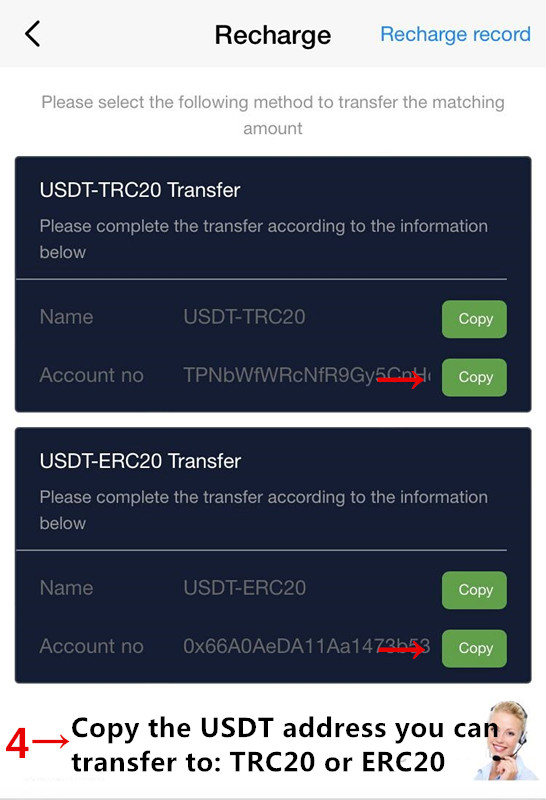 Recharge
Recharge record
Please select the following method to transfer the matching
amount
USDT-TRC20 Transfer
Please complete the transfer according to the information
below
Name USDT-TRC20 Copy
Account no TPNbWfWRcNfR9Gy5CnHc Copy
USDT-ERC20 Transfer
Please complete the transfer according to the information
below
Name USDT-ERC20 Copy
Account no 0x66A0AeDA11Aa1473b53 Copy
4→Copy the USDT address you can
transfer to: TRC20 or ERC20